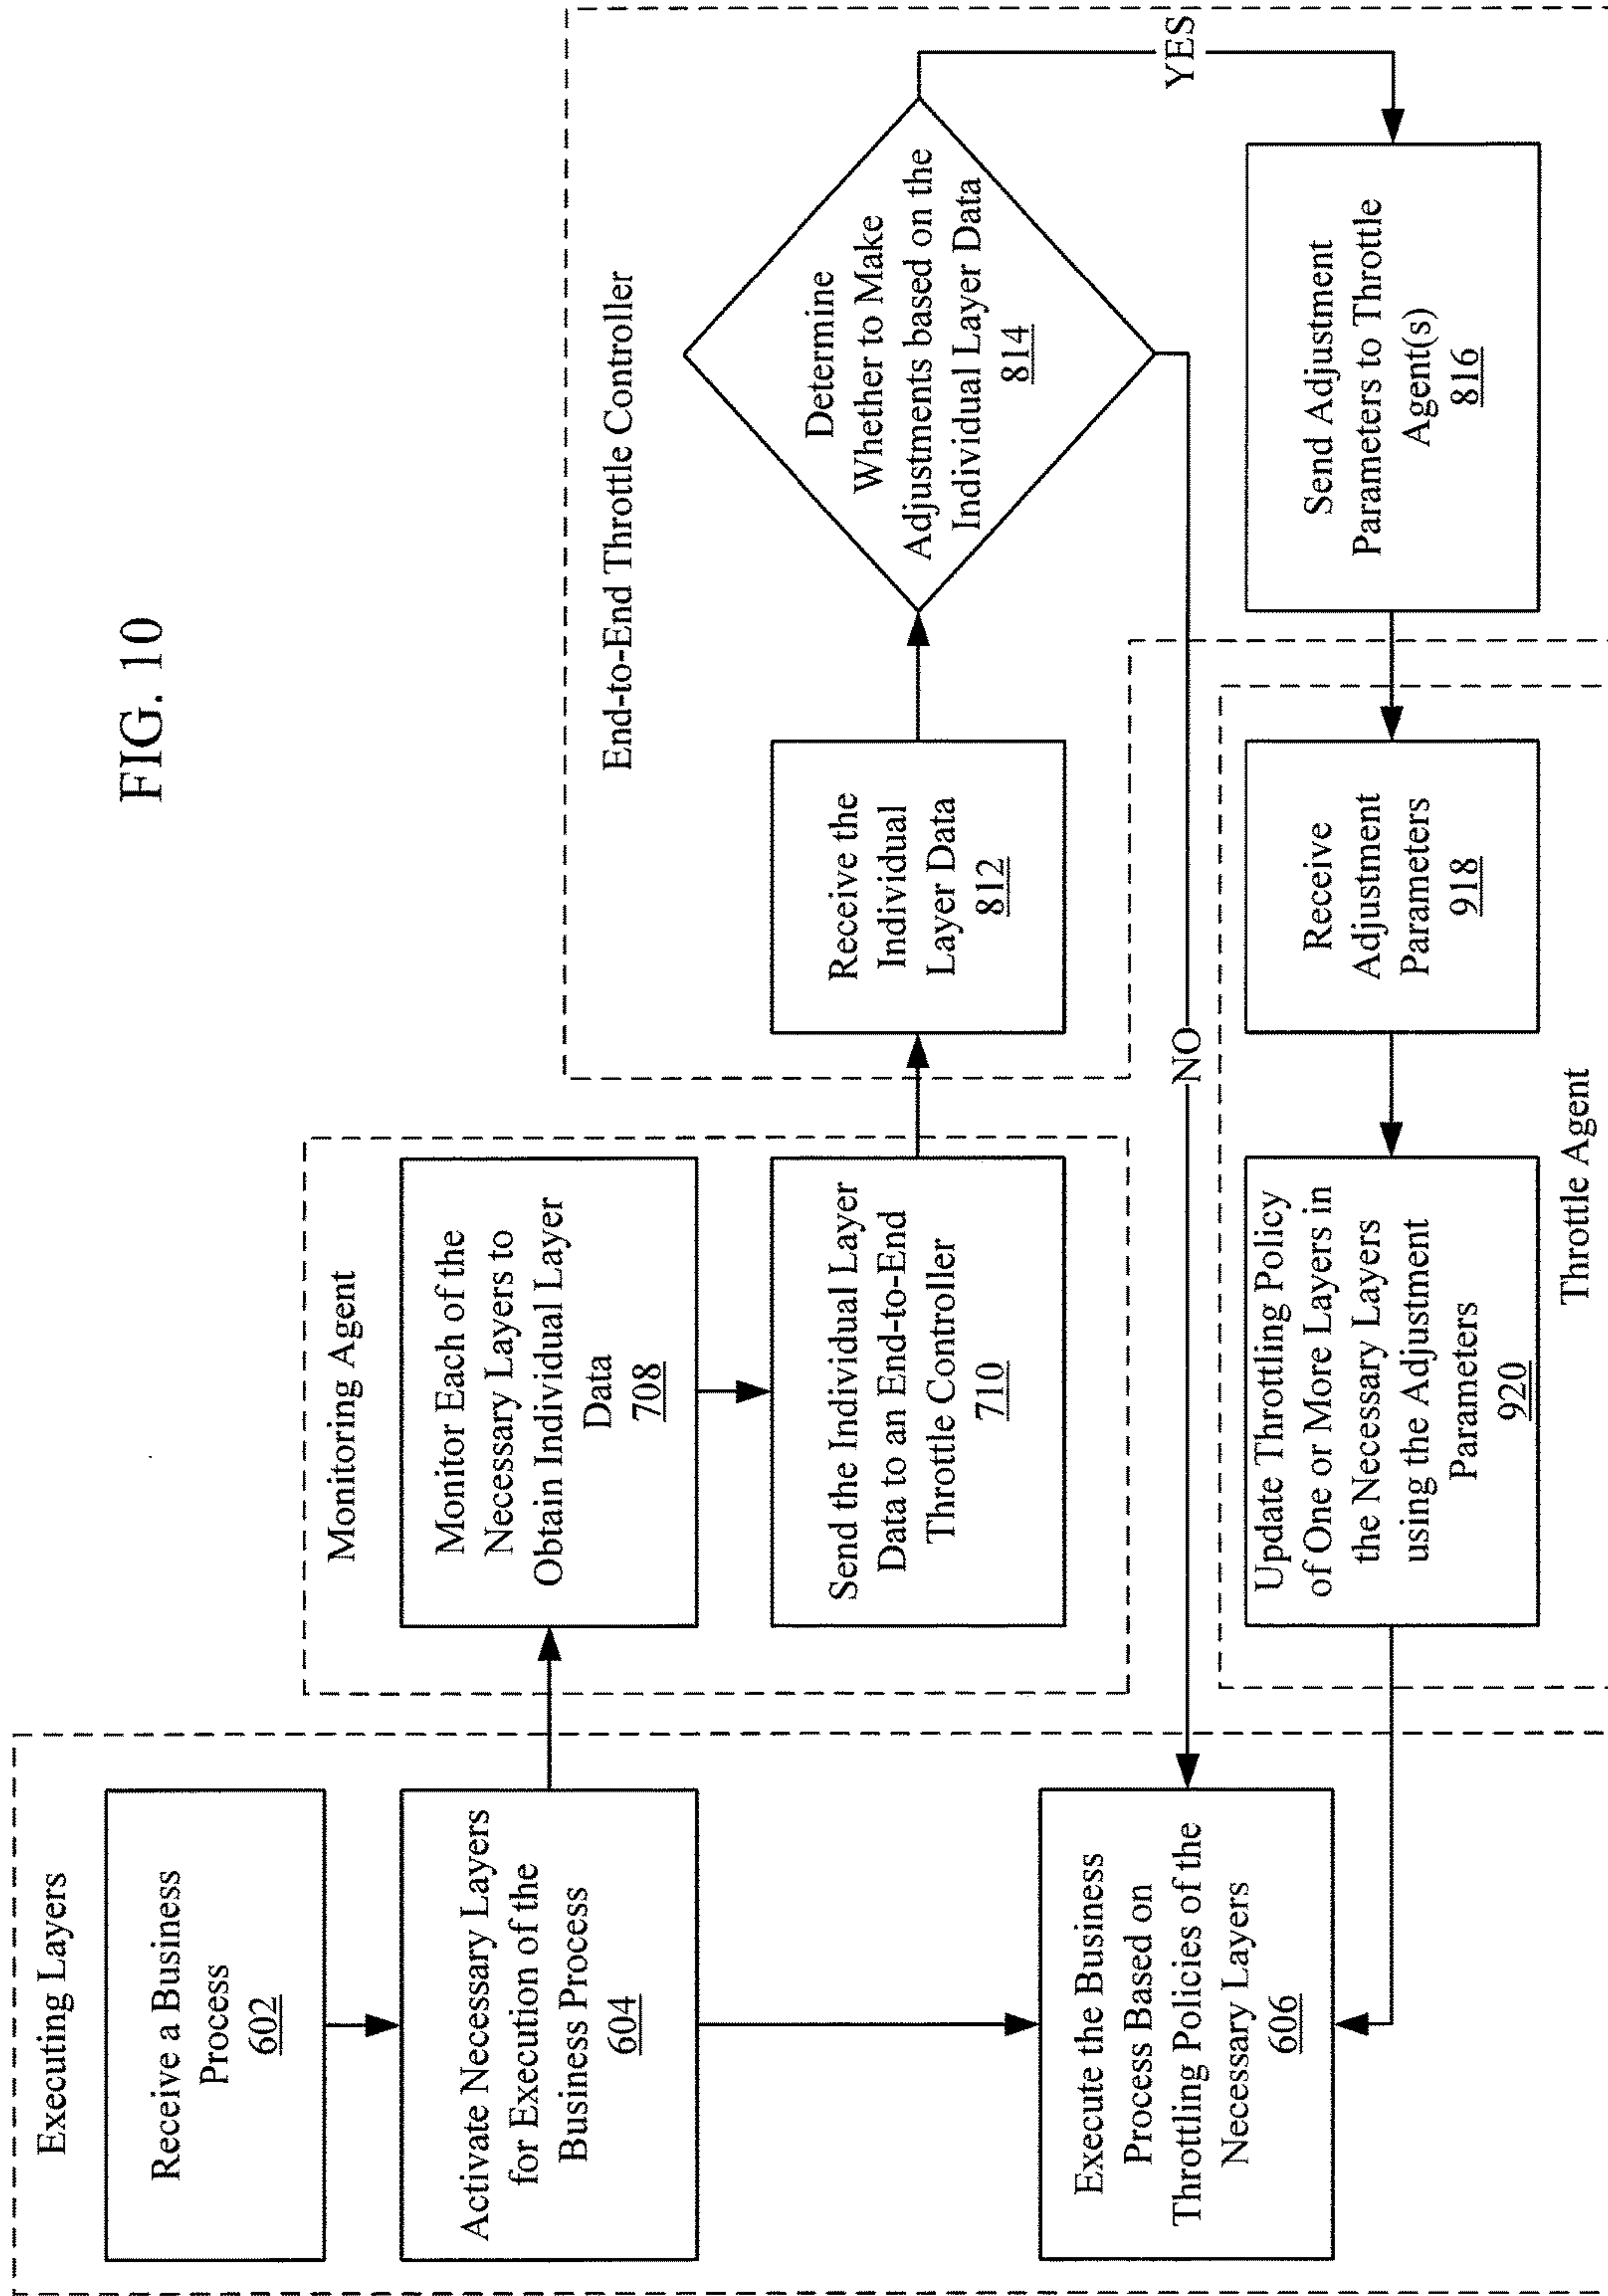 FIG. 10
Executing Layers
Receive a Business
Process
602
Activate Necessary Layers
for Execution of the
Business Process
604
Execute the Business
Process Based on
Throttling Policies of the
Necessary Layers
606
Monitoring Agent
Monitor Each of the
Necessary Layers to
Obtain Individual Layer
Data
708
Send the Individual Layer
Data to an End-to-End
Throttle Controller
710
End-to-End Throttle Controller
Receive the
Individual
Layer Data
812
Determine
Whether to Make
Adjustments based on the
Individual Layer Data
814
YES
NO
Send Adjustment
Parameters to Throttle
Agent(s)
816
Receive
Adjustment
Parameters
918
Update Throttling Policy
of One or More Layers in
the Necessary Layers
using the Adjustment
Parameters
920
Throttle Agent